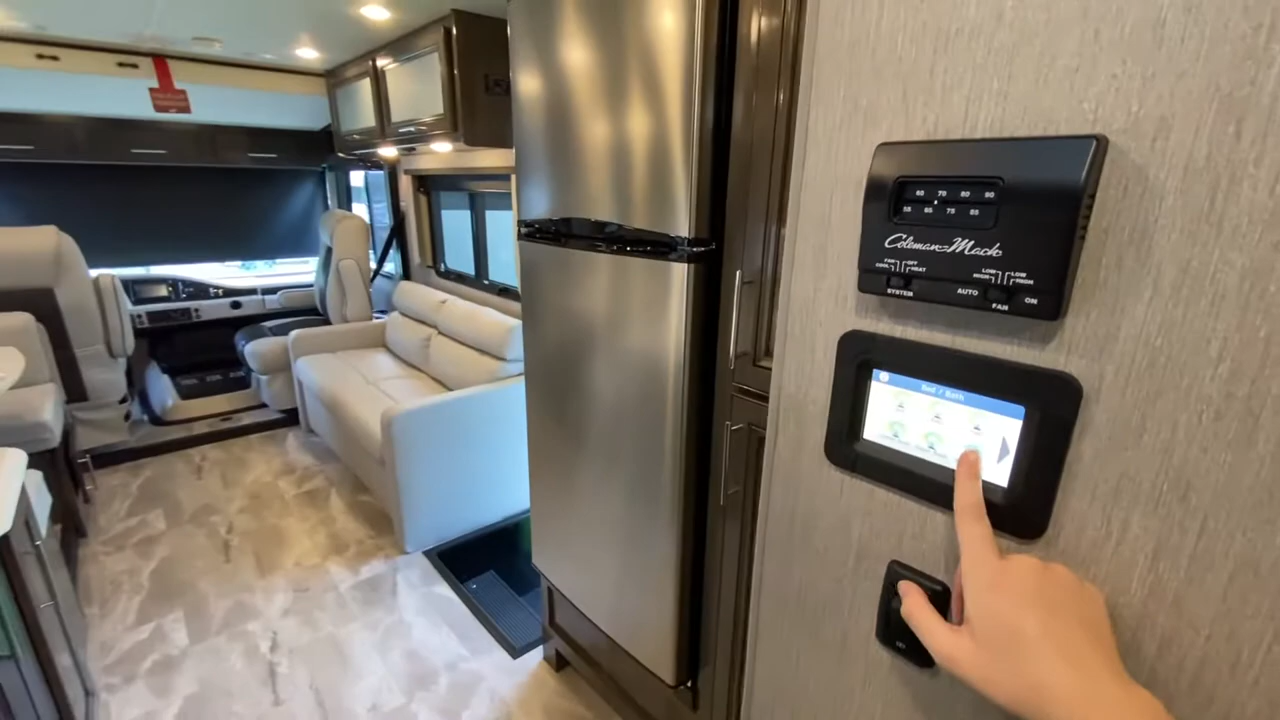 60 70 80 90
55 65 75 85
Coleman-Mach
FAN OFF
COOL HEAT
SYSTEM
LOW LOW
HIGH HIGH
AUTO ON
FAN
Bed / Bath